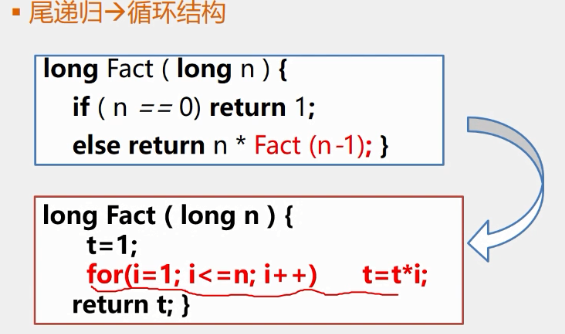 ▪ 尾递归→循环结构
long Fact ( long n ) {
if ( n == 0) return 1;
else return n * Fact (n-1); }
long Fact ( long n ) {
t=1;
for(i=1; i<=n; i++) t=t*i;
return t; }